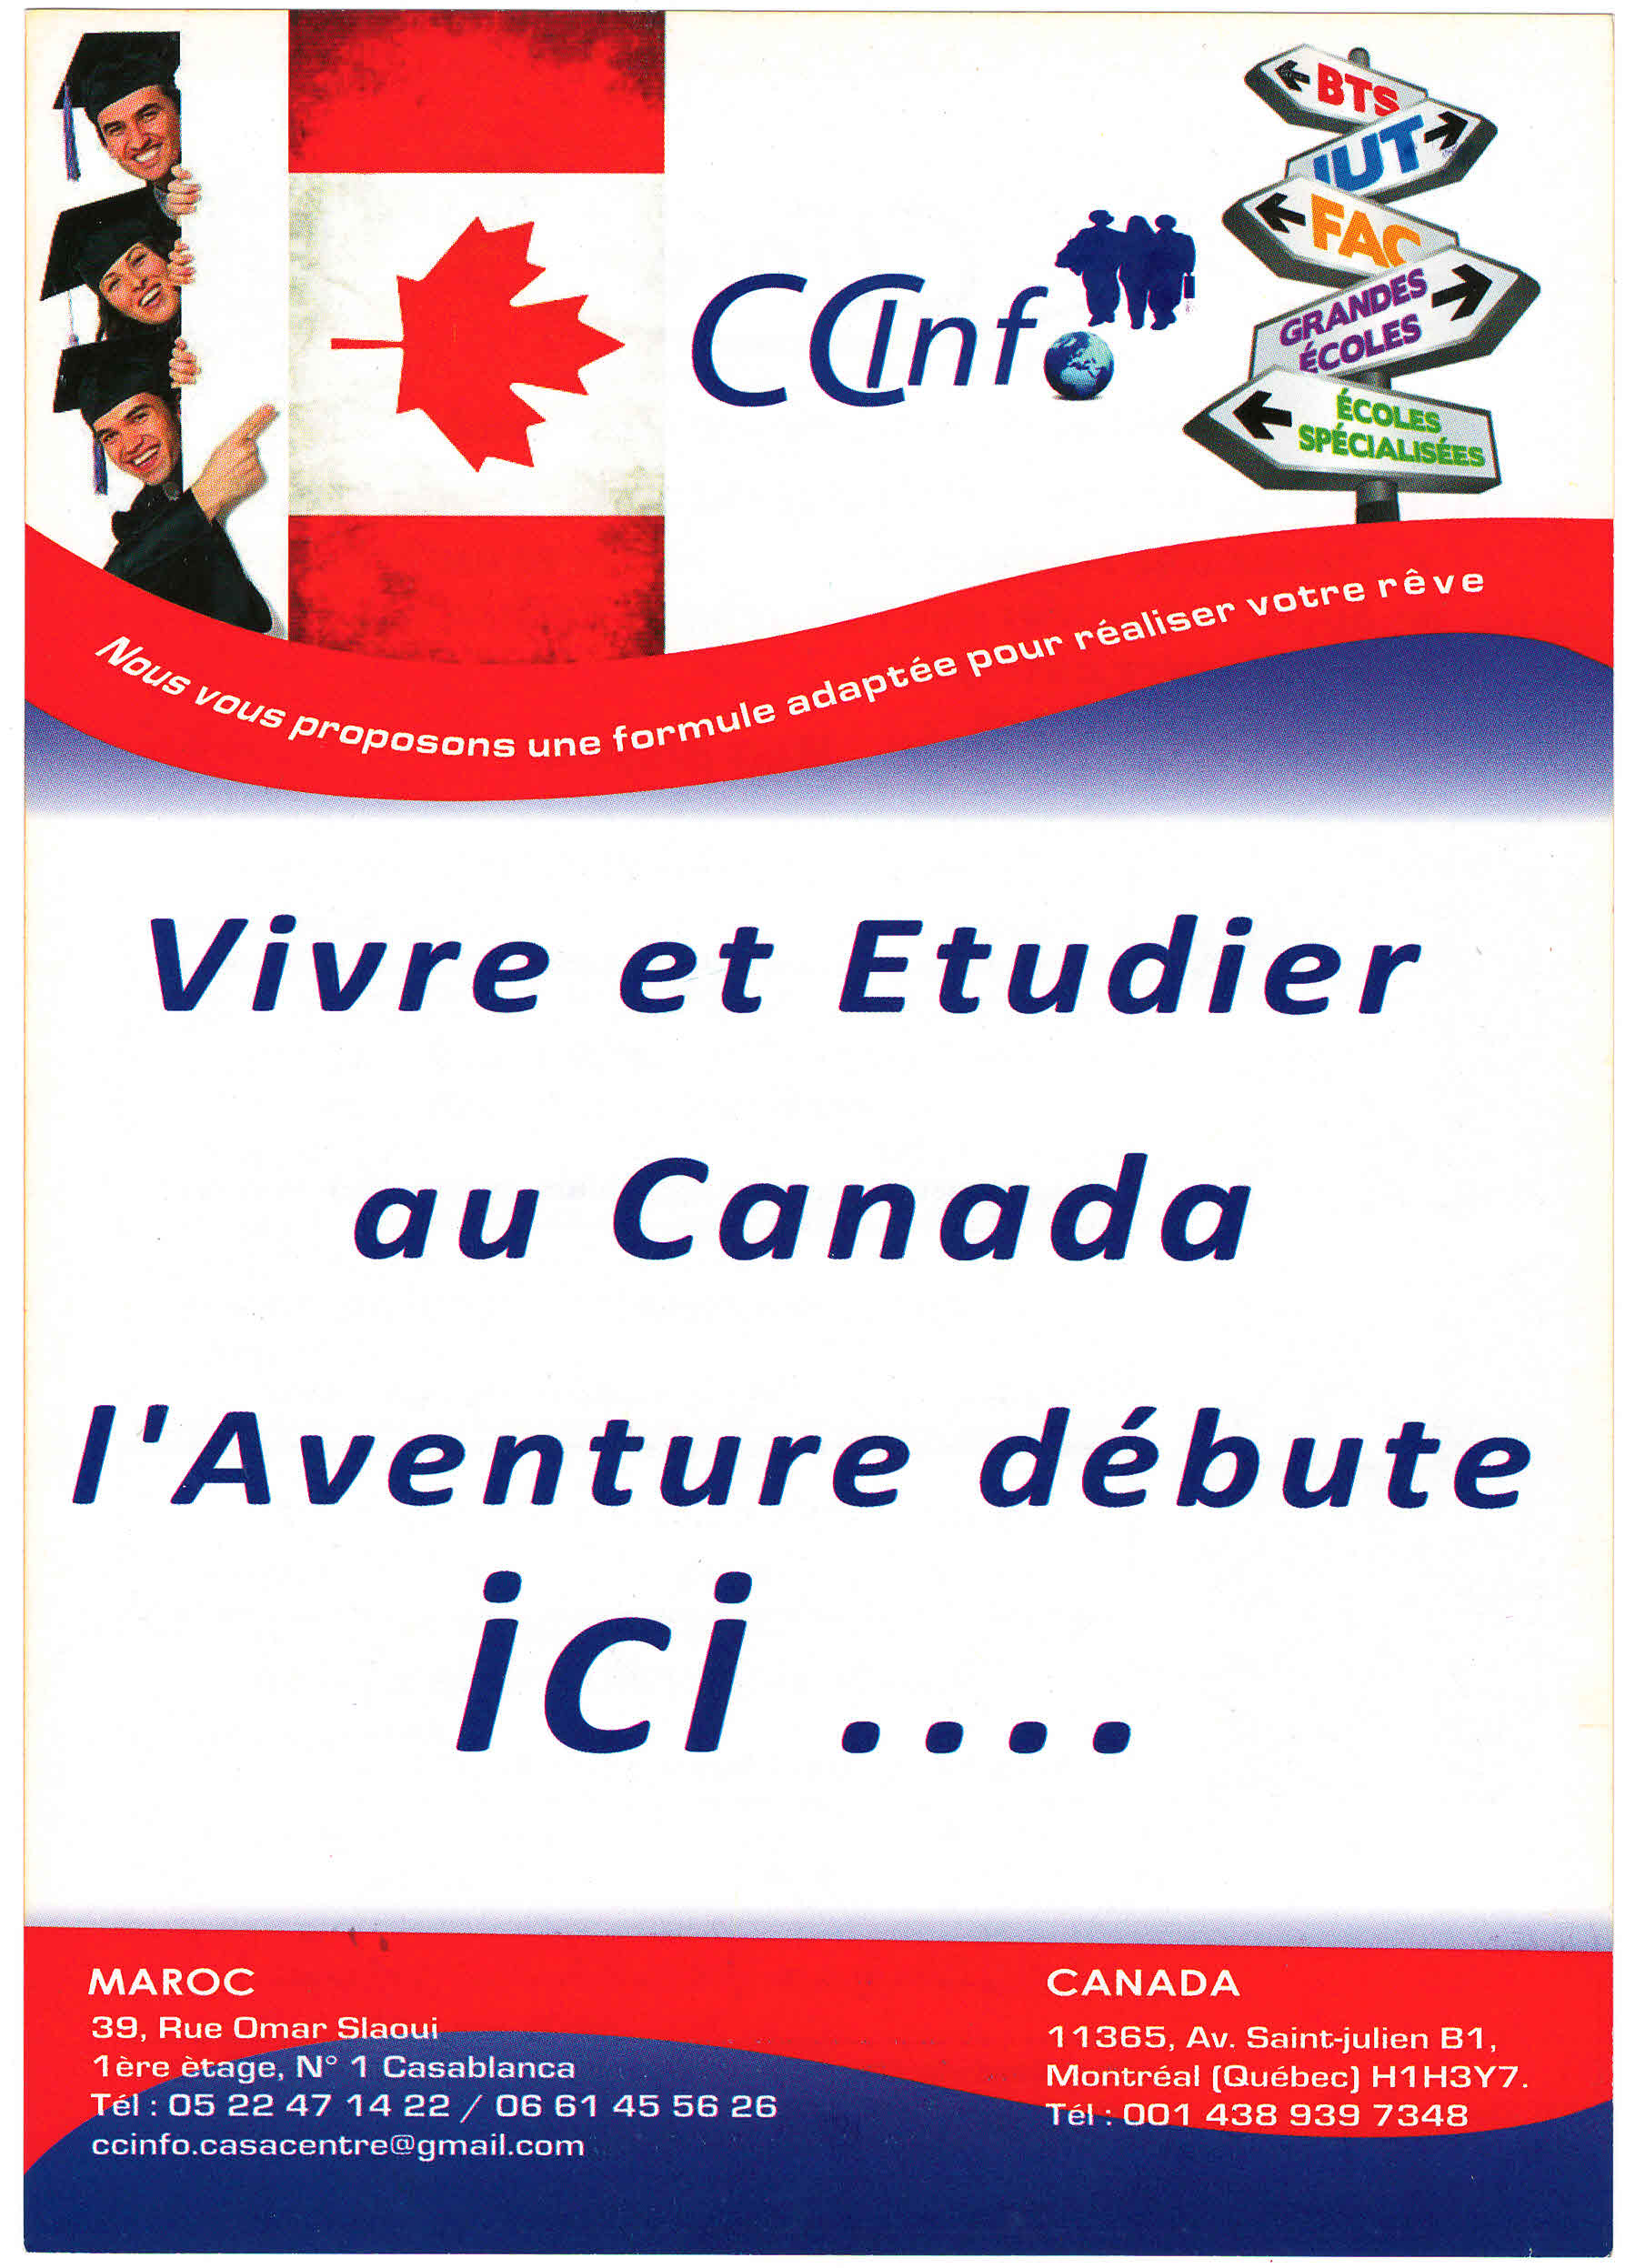 BTS
IUT
FAC
GRANDES
ÉCOLES
ÉCOLES
SPÉCIALISÉES
CCInfo
Nous vous proposons une formule adaptée pour réaliser votre rêve
Vivre et Etudier
au Canada
l'Aventure débute
ici ....
MAROC
39, Rue Omar Slaoui
1ère ètage, N° 1 Casablanca
Tél : 05 22 47 14 22 / 06 61 45 56 26
ccinfo.casacentre@gmail.com
CANADA
11365, Av. Saint-julien B1,
Montréal (Québec) H1H3Y7.
Tél : 001 438 939 7348